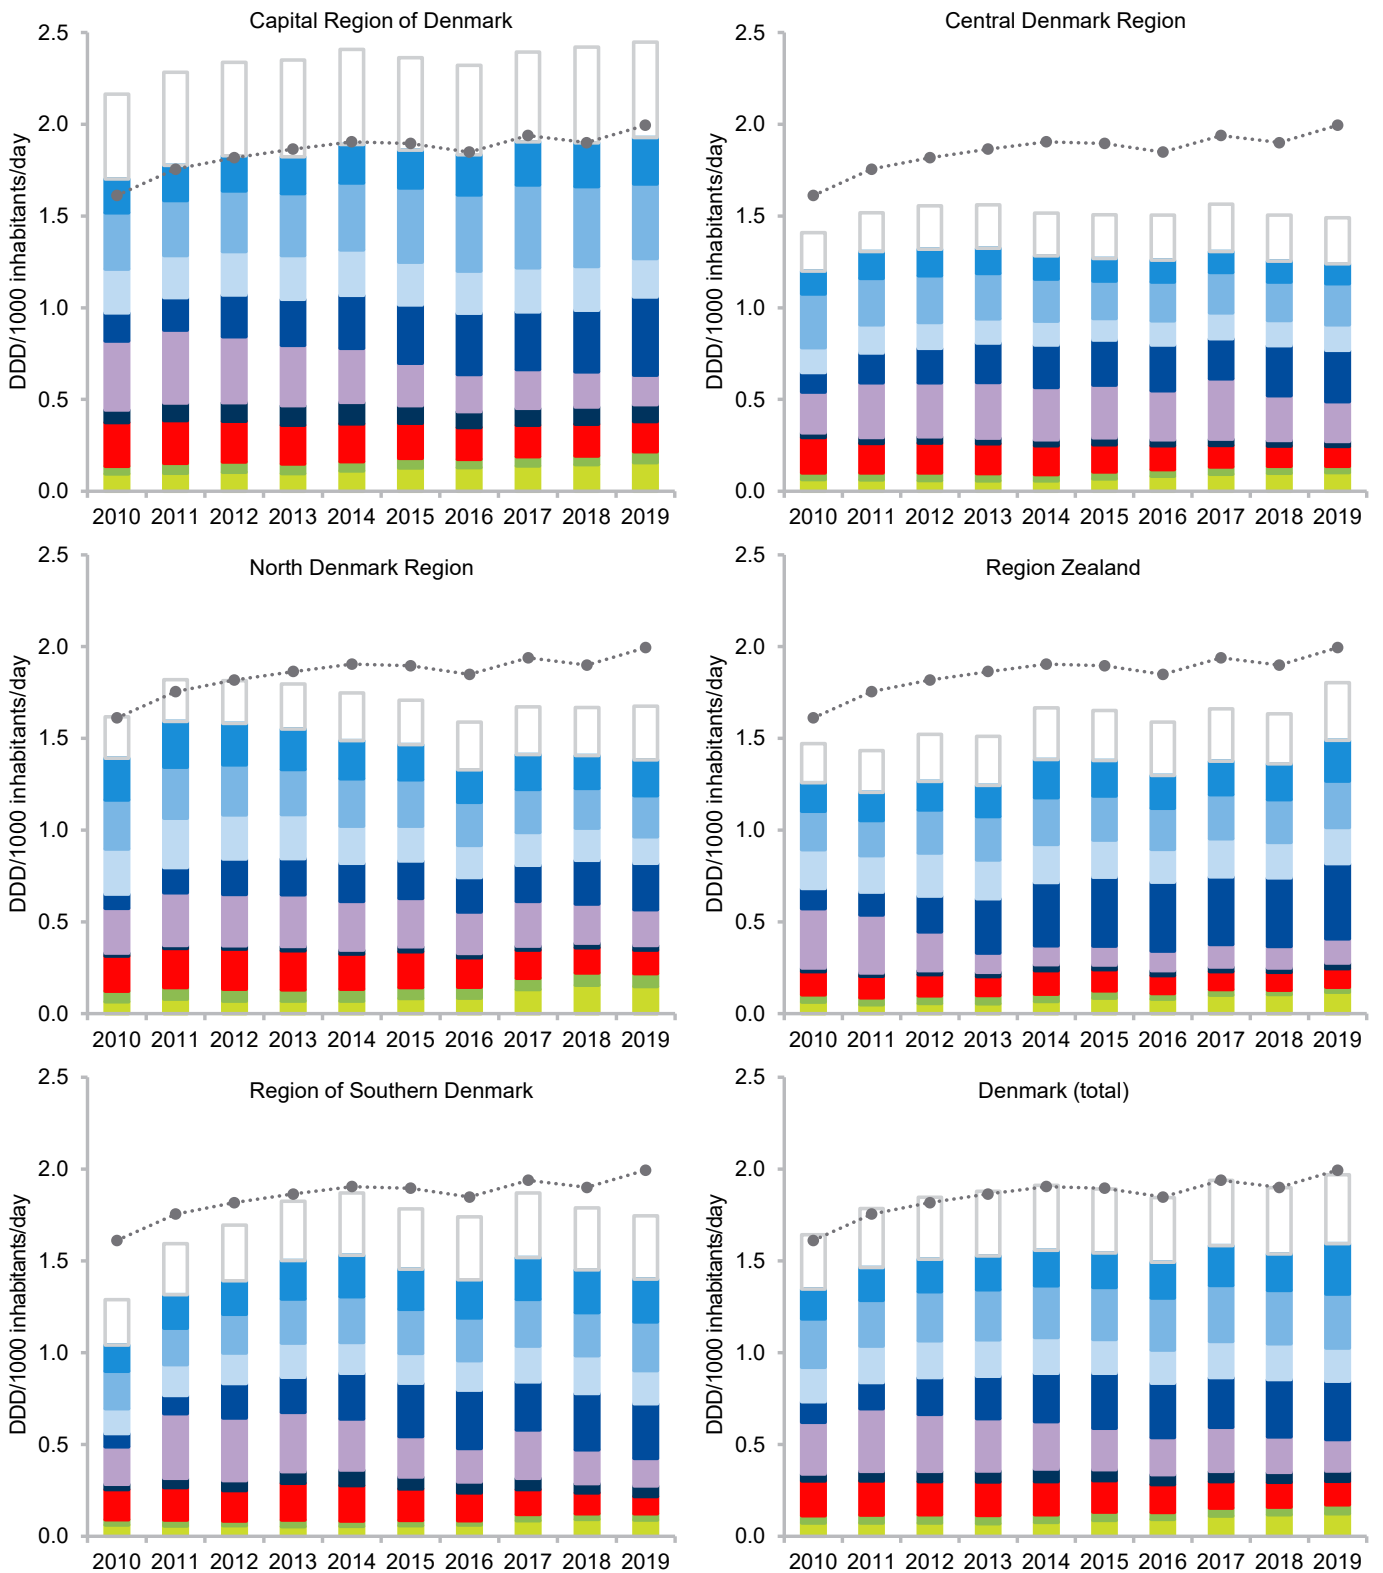 Capital Region of Denmark
2.5
2.0
1.5
1.0
0.5
0.0
DDD/1000 inhabitants/day
2010 2011 2012 2013 2014 2015 2016 2017 2018 2019
Central Denmark Region
2.5
2.0
1.5
1.0
0.5
0.0
DDD/1000 inhabitants/day
2010 2011 2012 2013 2014 2015 2016 2017 2018 2019
North Denmark Region
2.5
2.0
1.5
1.0
0.5
0.0
DDD/1000 inhabitants/day
2010 2011 2012 2013 2014 2015 2016 2017 2018 2019
Region Zealand
2.5
2.0
1.5
1.0
0.5
0.0
DDD/1000 inhabitants/day
2010 2011 2012 2013 2014 2015 2016 2017 2018 2019
Region of Southern Denmark
2.5
2.0
1.5
1.0
0.5
0.0
DDD/1000 inhabitants/day
2010 2011 2012 2013 2014 2015 2016 2017 2018 2019
Denmark (total)
2.5
2.0
1.5
1.0
0.5
0.0
DDD/1000 inhabitants/day
2010 2011 2012 2013 2014 2015 2016 2017 2018 2019